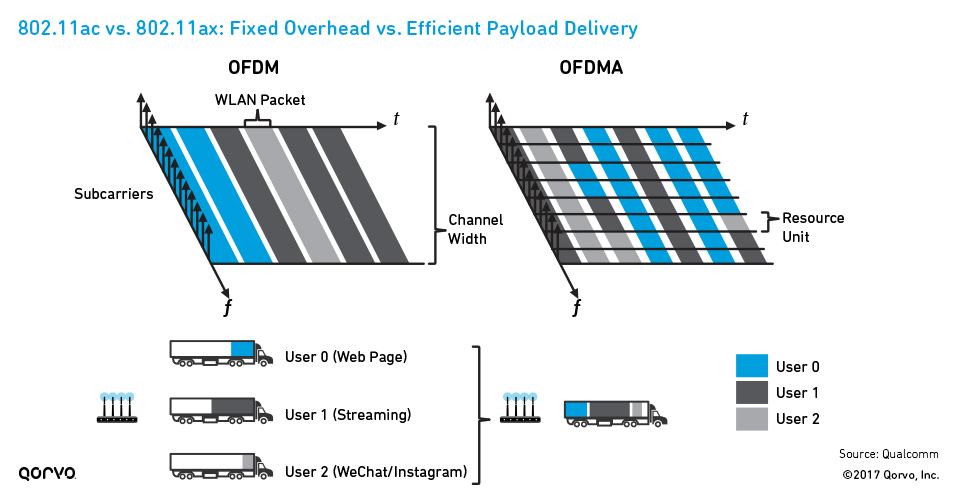 802.11ac vs. 802.11ax: Fixed Overhead vs. Efficient Payload Delivery
OFDM
OFDMA
WLAN Packet
t
t
Subcarriers
Channel
Width
Resource
Unit
f
f
User 0 (Web Page)
User 1 (Streaming)
User 2 (WeChat/Instagram)
User 0
User 1
User 2
Source: Qualcomm
QORVO
©2017 Qorvo, Inc.